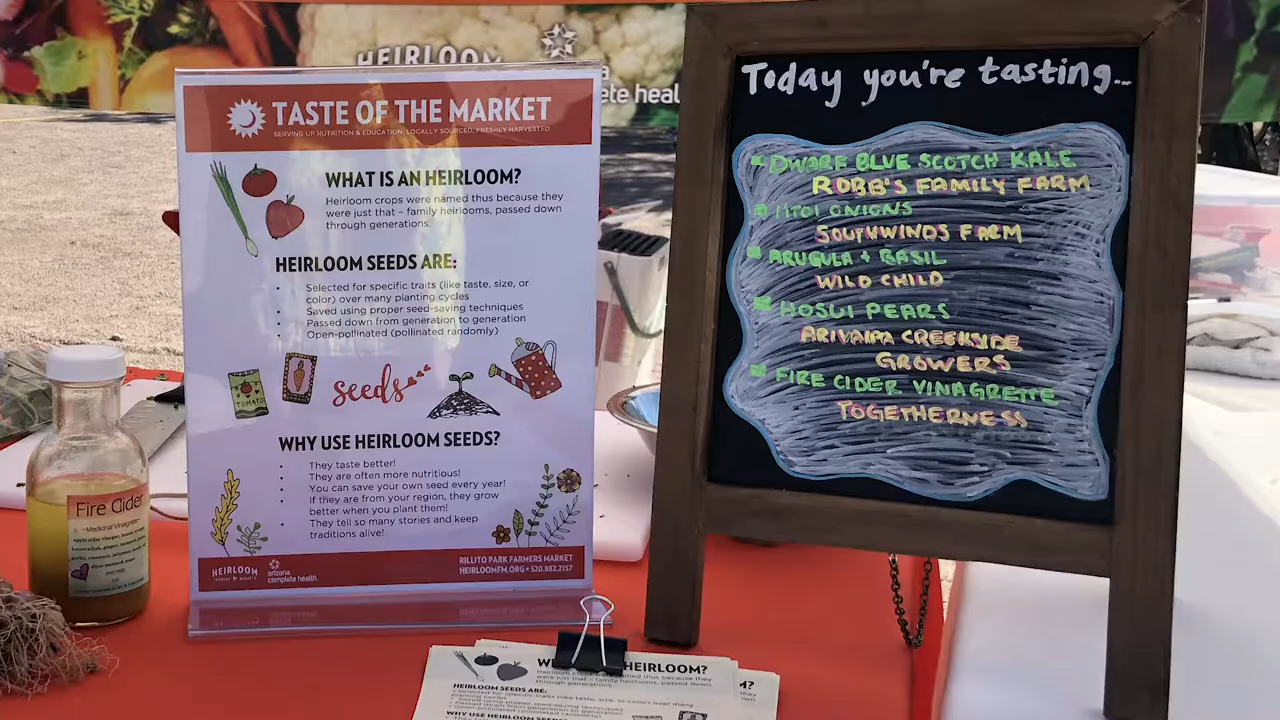 HEIRLOOM
TASTE OF THE MARKET
SERVING UP NUTRITION & EDUCATION: LOCALLY SOURCED, FRESHLY HARVESTED
WHAT IS AN HEIRLOOM?
Heirloom crops were named thus because they
were just that – family heirlooms, passed down
through generations.
HEIRLOOM SEEDS ARE:
• Selected for specific traits (like taste, size, or
color) over many planting cycles
• Saved using proper seed-saving techniques
• Passed down from generation to generation
• Open-pollinated (pollinated randomly)
TOMATO
seeds
WHY USE HEIRLOOM SEEDS?
• They taste better!
• They are often more nutritious!
• You can save your own seed every year!
• If they are from your region, they grow
better when you plant them!
• They tell so many stories and keep
traditions alive!
HEIRLOOM
arizona
complete health
RILLITO PARK FARMERS MARKET
HEIRLOOMFM.ORG • 520.882.2157
Today you're tasting...
DWARF BLUE SCOTCH KALE
ROBB'S FAMILY FARM
I'ITOI ONIONS
SOUTHWINDS FARM
ARUGULA + BASIL
WILD CHILD
HOSUI PEARS
ARIVAIPA CREEKSIDE
GROWERS
FIRE CIDER VINAGRETTE
TOGETHERNESS
Fire Cider
HEIRLOOM?
through generations.
HEIRLOOM SEEDS ARE:
WHY USE HEIRLOOM